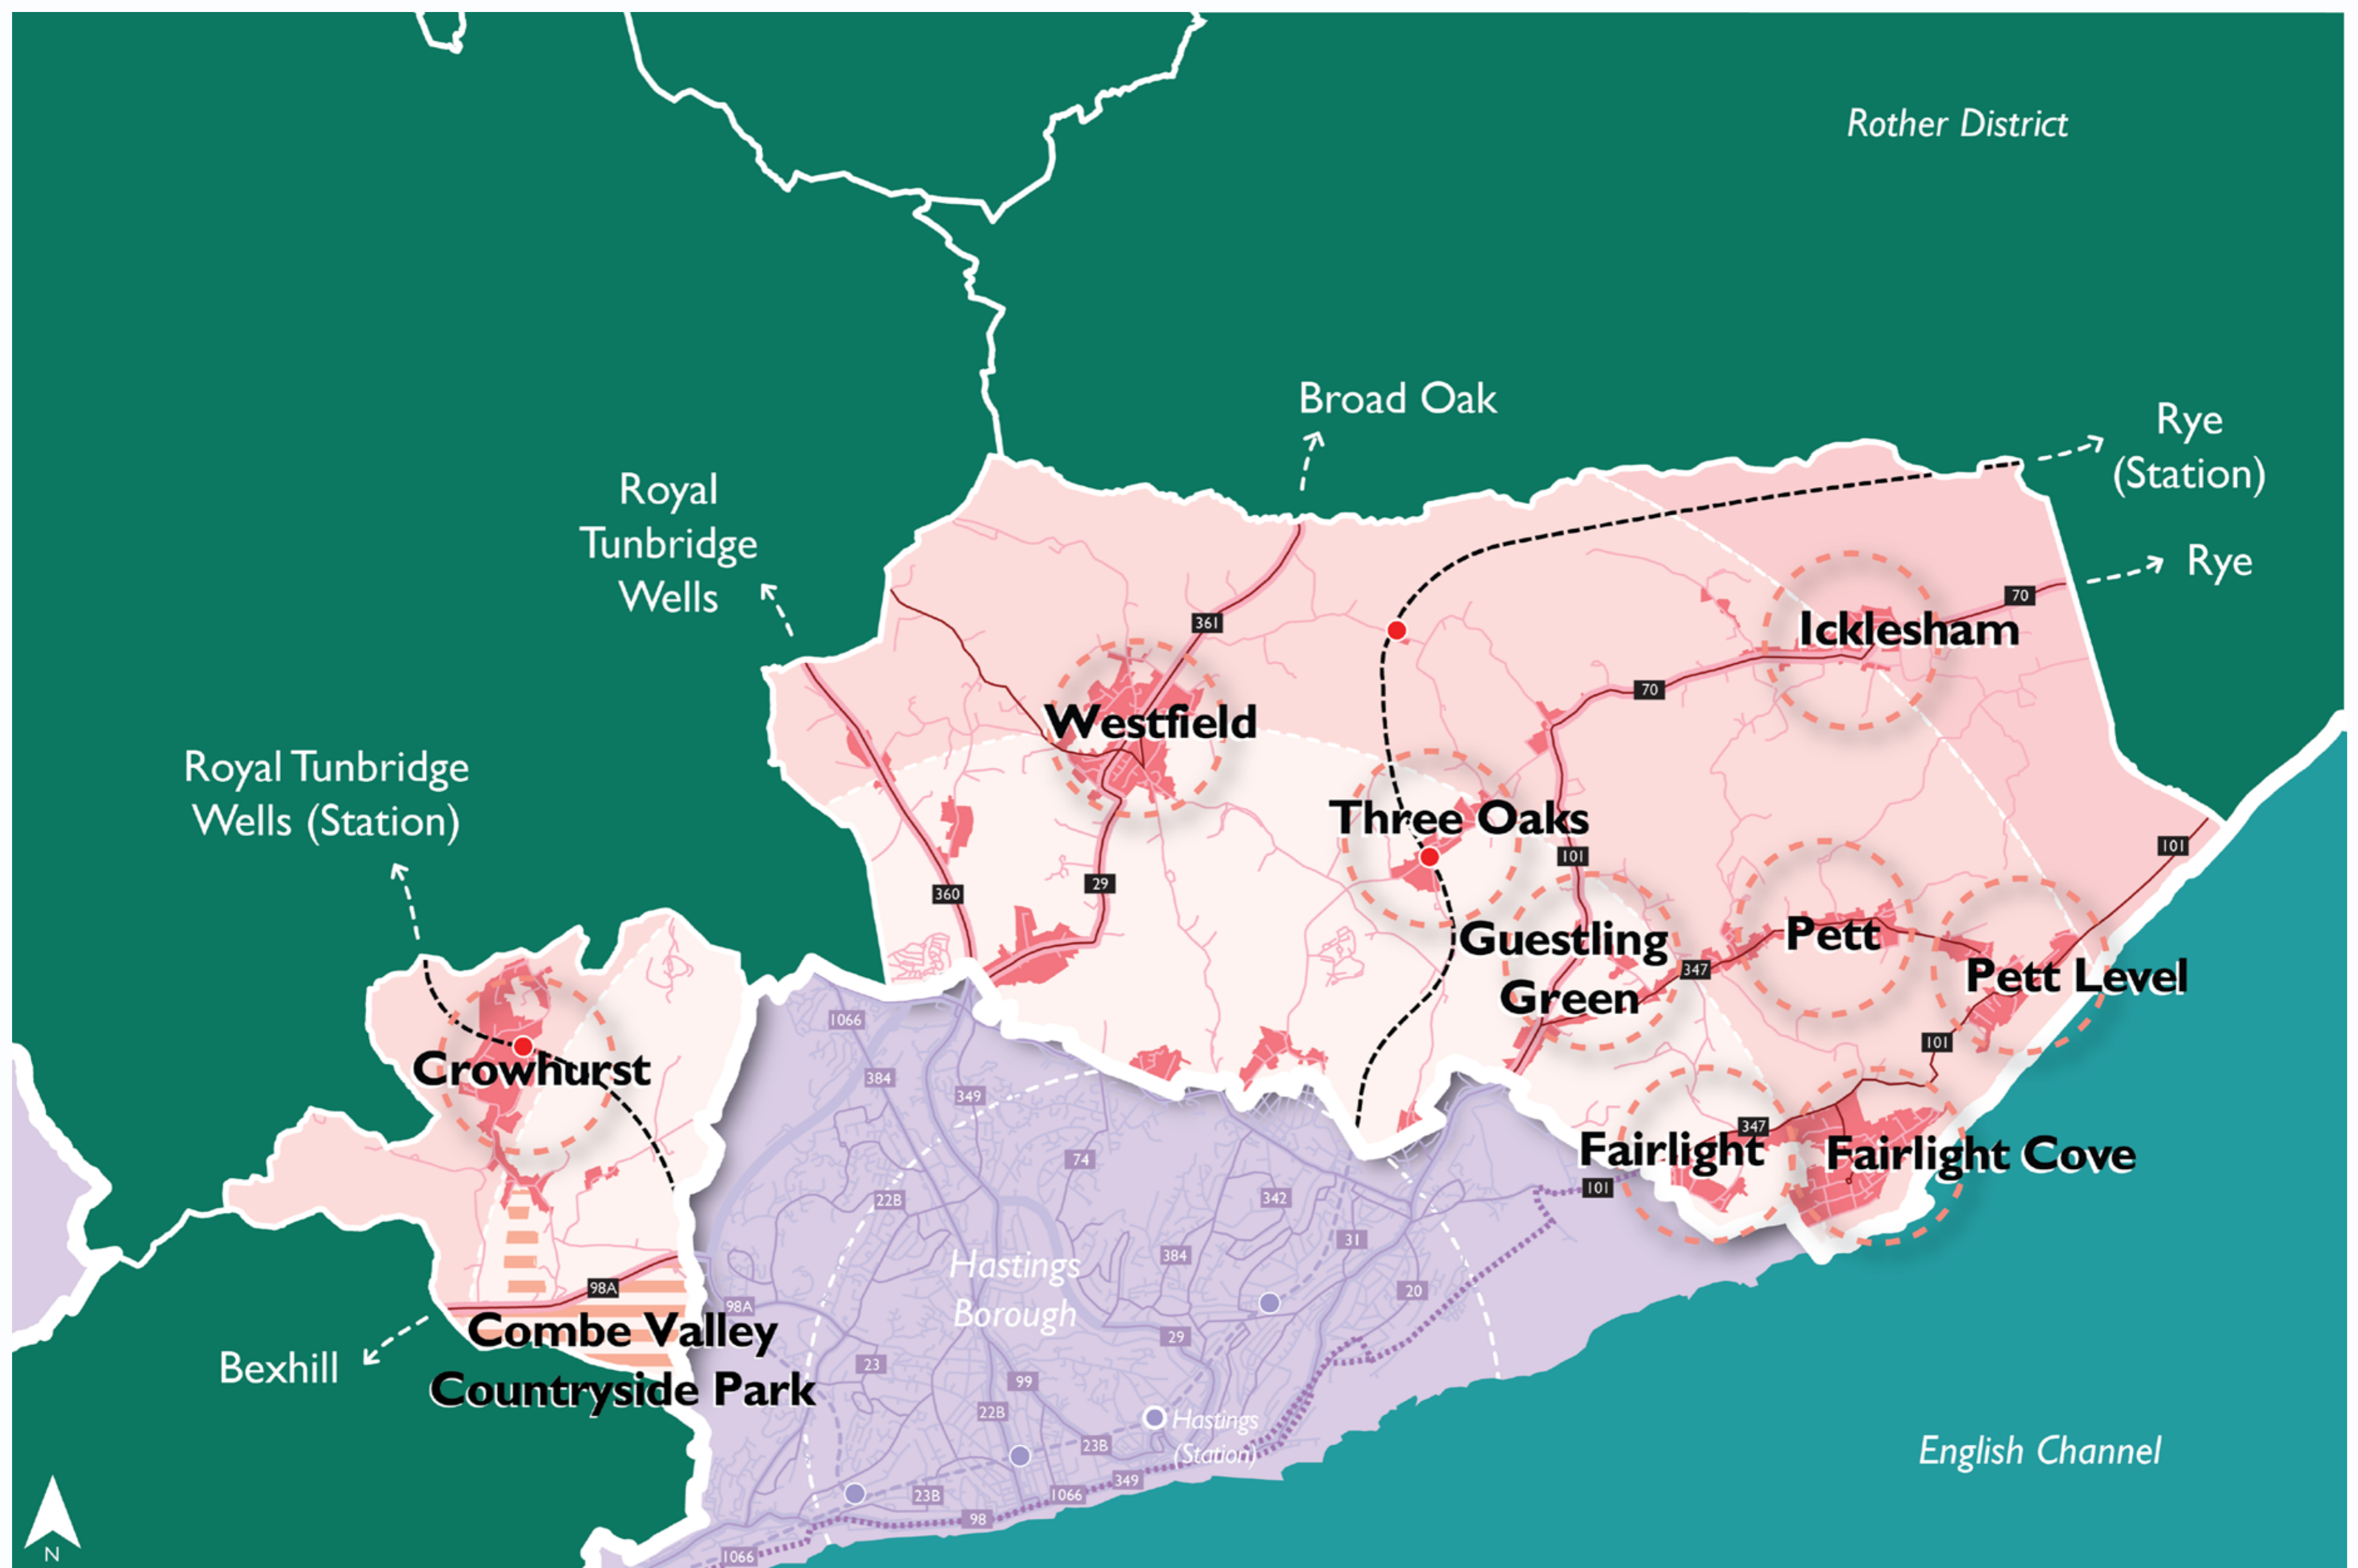 Rother District
Broad Oak
Rye
(Station)
Royal
Tunbridge
Wells
Rye
70
361
Icklesham
70
Westfield
Royal Tunbridge
Wells (Station)
Three Oaks
101
101
29
360
Guestling
Green
Pett
347
Pett Level
1066
101
Crowhurst
384
349
347
Fairlight
Fairlight Cove
74
101
22B
342
31
Hastings
Borough
384
98A
20
98A
29
Combe Valley
Countryside Park
Bexhill
23
99
22B
Hastings
(Station)
23B
349
English Channel
23B
1066
98
N
1066